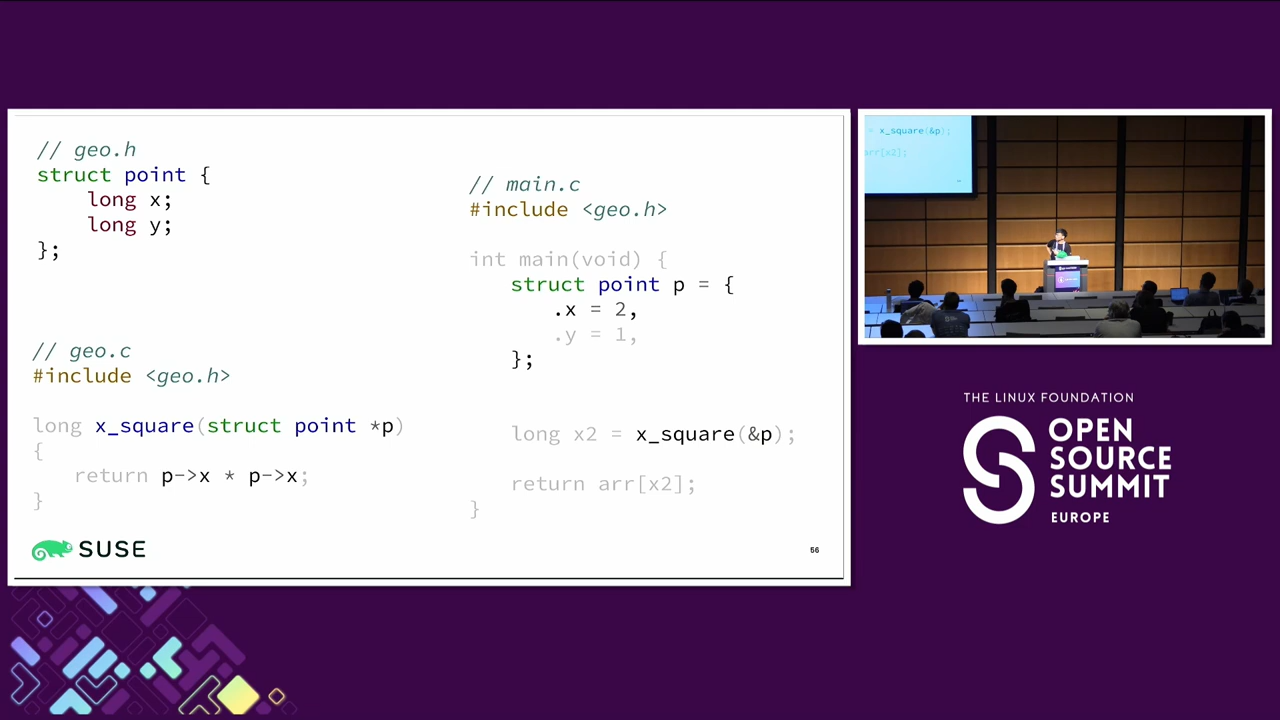 // geo.h
struct point {
    long x;
    long y;
};
// geo.c
#include <geo.h>
long x_square(struct point *p)
{
    return p->x * p->x;
}
// main.c
#include <geo.h>
int main(void) {
    struct point p = {
        .x = 2,
        .y = 1,
    };
    long x2 = x_square(&p);
    return arr[x2];
}
SUSE
56
= x_square(&p);
arr[x2];
THE LINUX FOUNDATION
OPEN
SOURCE
SUMMIT
EUROPE